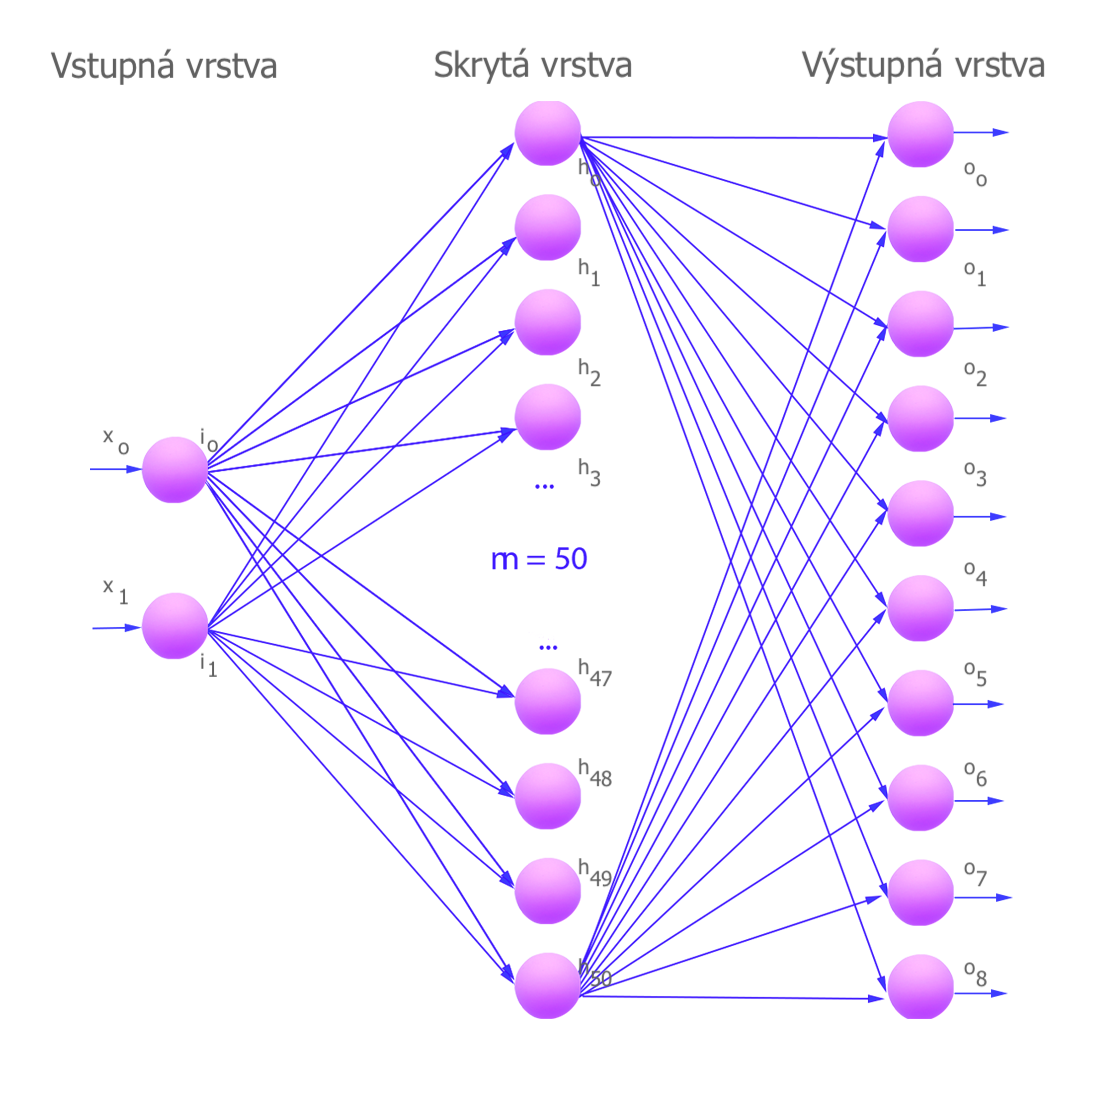 Vstupná vrstva
Skrytá vrstva
Výstupná vrstva
x o
i o
x 1
i 1
h o
h 1
h 2
h 3
...
m = 50
...
h 47
h 48
h 49
h 50
o o
o 1
o 2
o 3
o 4
o 5
o 6
o 7
o 8